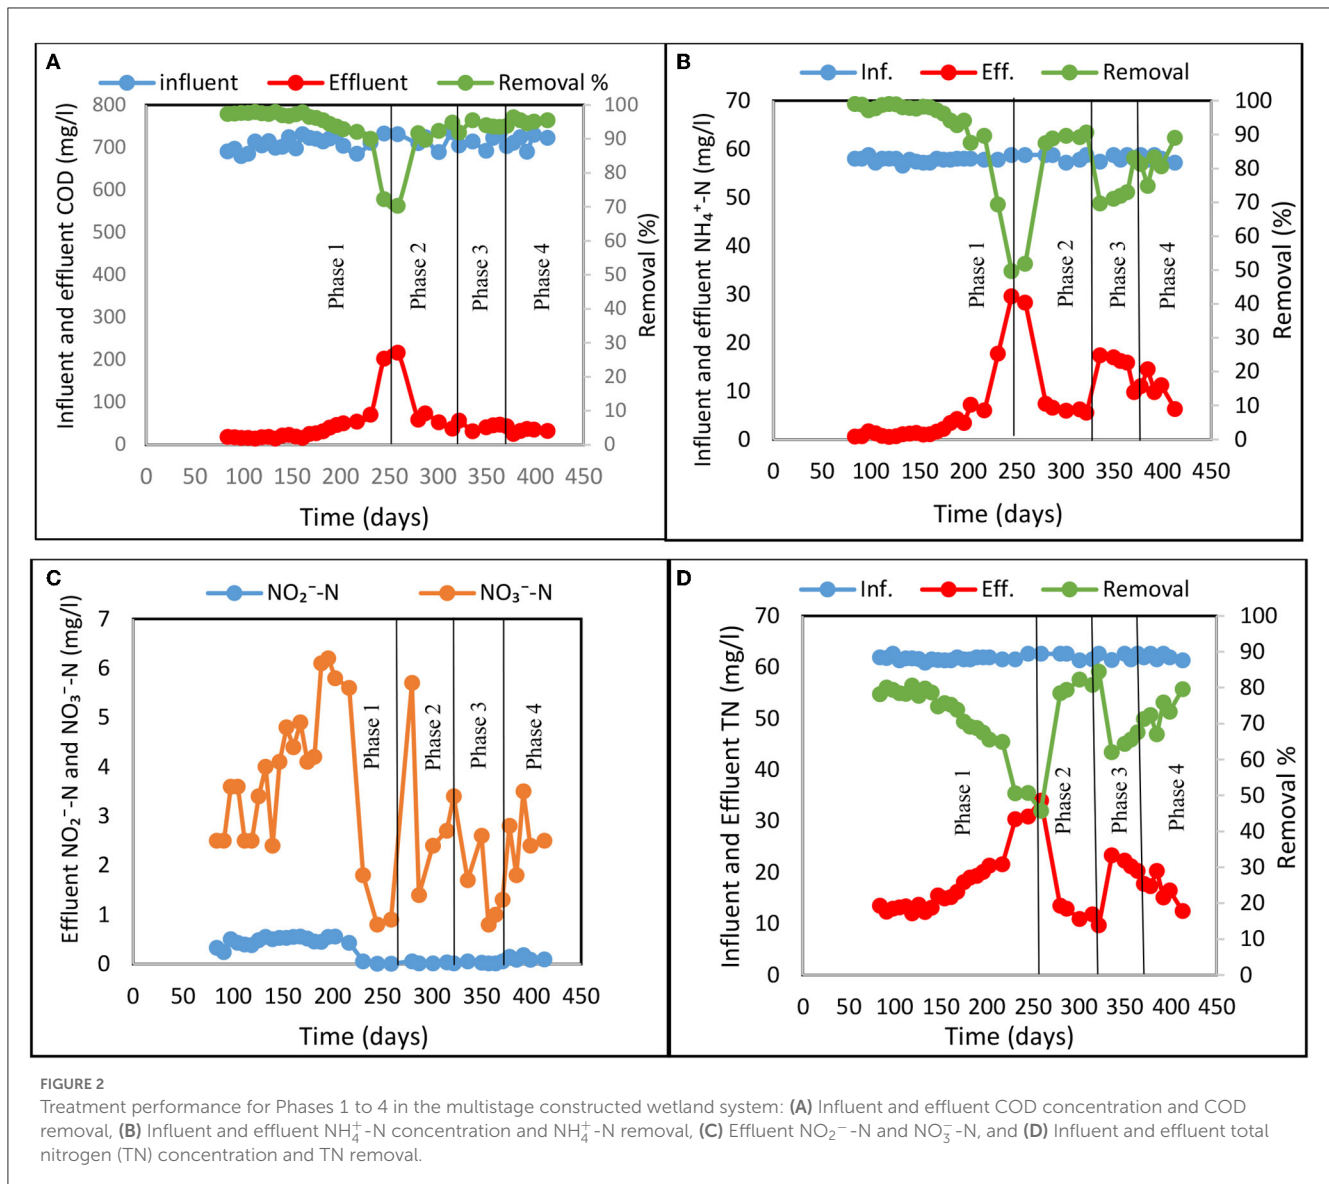 A
influent Effluent Removal %
Influent and effluent COD (mg/l)
800
700
600
500
400
300
200
100
0
100
90
80
70
60
50
40
30
20
10
0
Removal (%)
Phase 1
Phase 2
Phase 3
Phase 4
0 50 100 150 200 250 300 350 400 450
Time (days)
B
Inf. Eff. Removal
Influent and effluent NH₄⁺-N (mg/l)
70
60
50
40
30
20
10
0
100
90
80
70
60
50
40
30
20
10
0
Removal (%)
Phase 1
Phase 2
Phase 3
Phase 4
0 50 100 150 200 250 300 350 400 450
Time (days)
C
NO₂⁻-N NO₃⁻-N
Effluent NO₂⁻-N and NO₃⁻-N (mg/l)
7
6
5
4
3
2
1
0
Phase 1
Phase 2
Phase 3
Phase 4
0 50 100 150 200 250 300 350 400 450
Time (days)
D
Inf. Eff. Removal
Influent and Effluent TN (mg/l)
70
60
50
40
30
20
10
0
100
90
80
70
60
50
40
30
20
10
0
Removal %
Phase 1
Phase 2
Phase 3
Phase 4
0 50 100 150 200 250 300 350 400 450
Time (days)
FIGURE 2
Treatment performance for Phases 1 to 4 in the multistage constructed wetland system: (A) Influent and effluent COD concentration and COD
removal, (B) Influent and effluent NH₄⁺-N concentration and NH₄⁺-N removal, (C) Effluent NO₂⁻-N and NO₃⁻-N, and (D) Influent and effluent total
nitrogen (TN) concentration and TN removal.